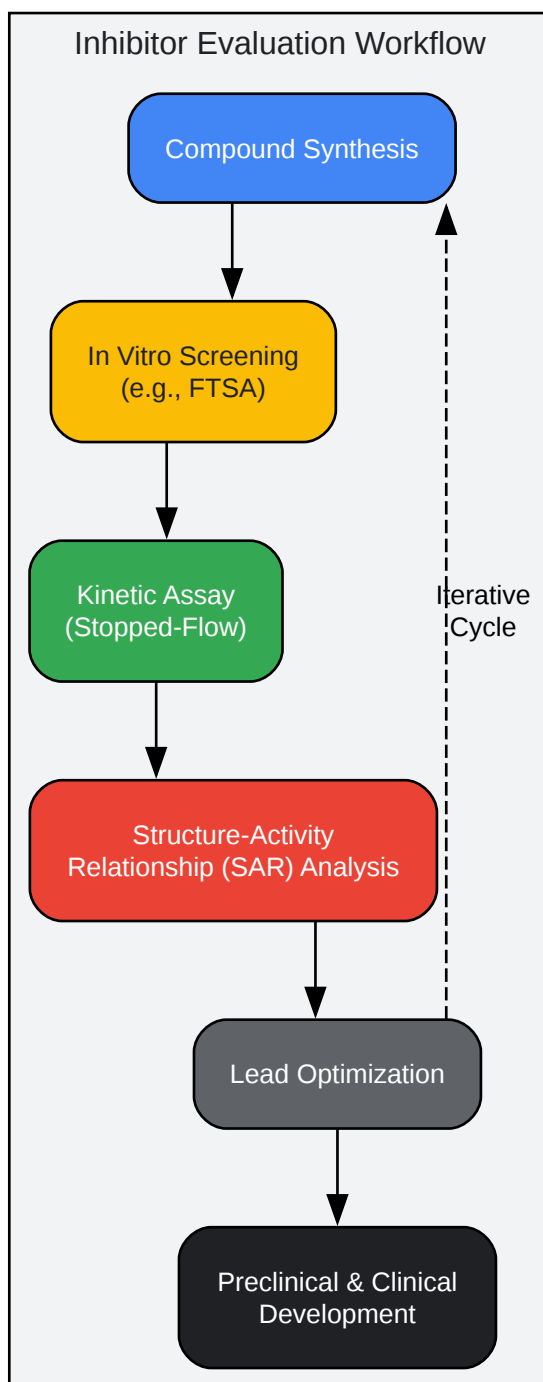 Inhibitor Evaluation Workflow
Compound Synthesis
In Vitro Screening
(e.g., FTSA)
Kinetic Assay
(Stopped-Flow)
Iterative
Cycle
Structure-Activity
Relationship (SAR) Analysis
Lead Optimization
Preclinical & Clinical
Development